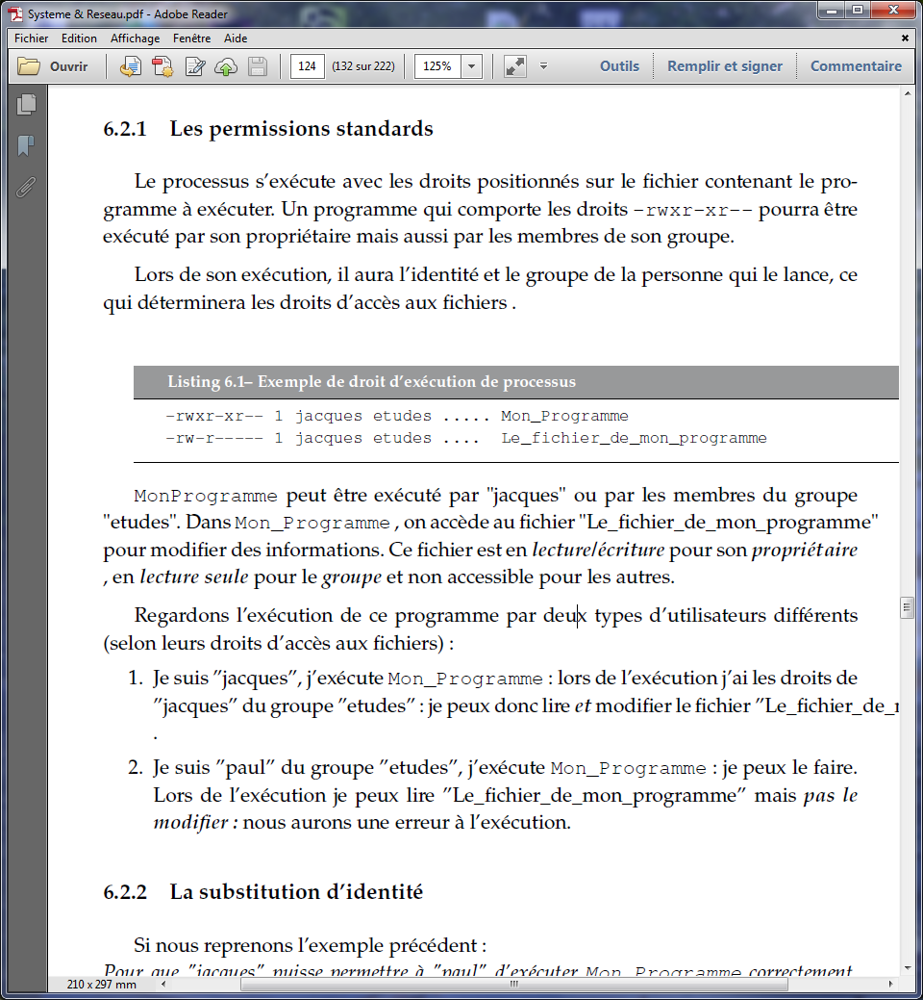 Systeme & Reseau.pdf - Adobe Reader
Fichier Edition Affichage Fenêtre Aide
Ouvrir 124 (132 sur 222) 125% Outils Remplir et signer Commentaire
6.2.1 Les permissions standards
Le processus s'exécute avec les droits positionnés sur le fichier contenant le pro-
gramme à exécuter. Un programme qui comporte les droits -rwxr-xr-- pourra être
exécuté par son propriétaire mais aussi par les membres de son groupe.
Lors de son exécution, il aura l'identité et le groupe de la personne qui le lance, ce
qui déterminera les droits d'accès aux fichiers .
Listing 6.1– Exemple de droit d'exécution de processus
-rwxr-xr-- 1 jacques etudes ..... Mon_Programme
-rw-r----- 1 jacques etudes .... Le_fichier_de_mon_programme
MonProgramme peut être exécuté par "jacques" ou par les membres du groupe
"etudes". Dans Mon_Programme , on accède au fichier "Le_fichier_de_mon_programme"
pour modifier des informations. Ce fichier est en lecture/écriture pour son propriétaire
, en lecture seule pour le groupe et non accessible pour les autres.
Regardons l'exécution de ce programme par deux types d'utilisateurs différents
(selon leurs droits d'accès aux fichiers) :
1. Je suis ”jacques”, j'exécute Mon_Programme : lors de l'exécution j'ai les droits de
”jacques” du groupe ”etudes” : je peux donc lire et modifier le fichier ”Le_fichier_de_
.
2. Je suis ”paul” du groupe ”etudes”, j'exécute Mon_Programme : je peux le faire.
Lors de l'exécution je peux lire ”Le_fichier_de_mon_programme” mais pas le
modifier : nous aurons une erreur à l'exécution.
6.2.2 La substitution d'identité
Si nous reprenons l'exemple précédent :
Pour que ”jacques” puisse permettre à ”paul” d'exécuter Mon_Programme correctement,
210 x 297 mm